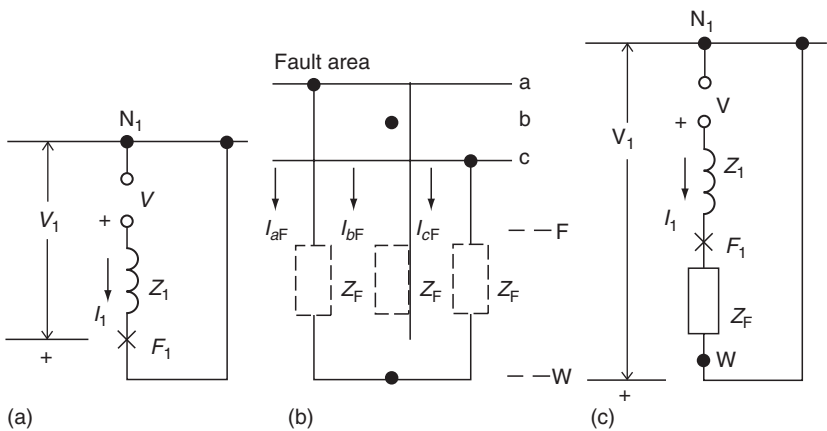 N1
V
+
V1
Z1
I1
F1
+
(a)
Fault area
a
b
c
IaF
IbF
IcF
F
ZF
ZF
ZF
W
(b)
N1
V
+
V1
Z1
I1
F1
ZF
W
+
(c)